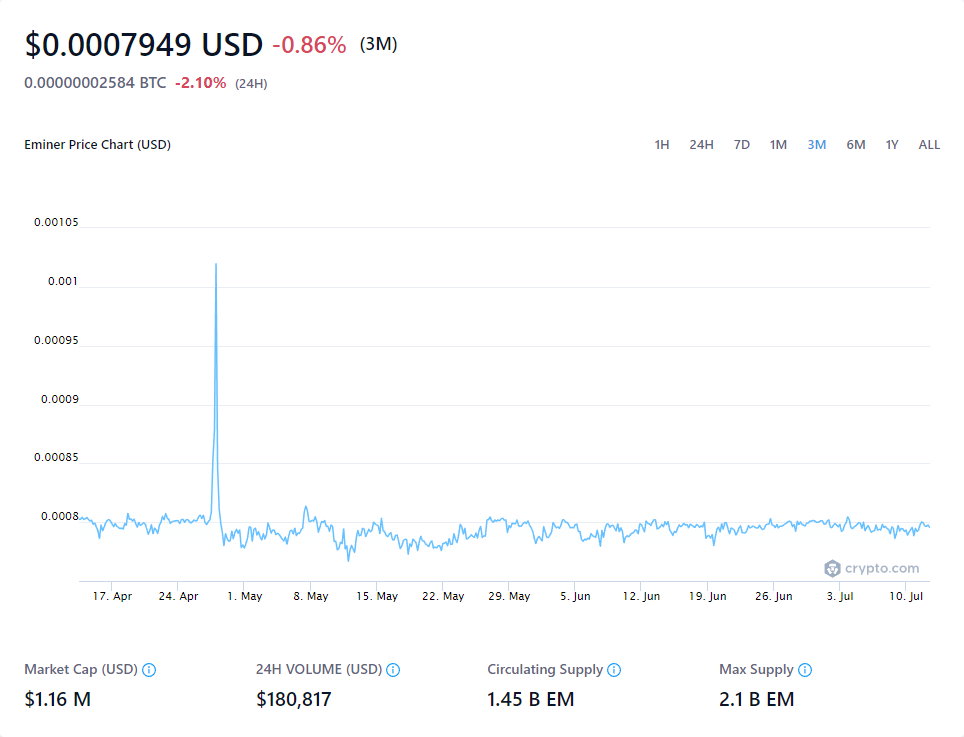 $0.0007949 USD -0.86% (3M)
0.00000002584 BTC -2.10% (24H)
Eminer Price Chart (USD) 1H 24H 7D 1M 3M 6M 1Y ALL
0.00105
0.001
0.00095
0.0009
0.00085
0.0008
crypto.com
17. Apr 24. Apr 1. May 8. May 15. May 22. May 29. May 5. Jun 12. Jun 19. Jun 26. Jun 3. Jul 10. Jul
Market Cap (USD) 24H VOLUME (USD) Circulating Supply Max Supply
$1.16 M $180,817 1.45 B EM 2.1 B EM